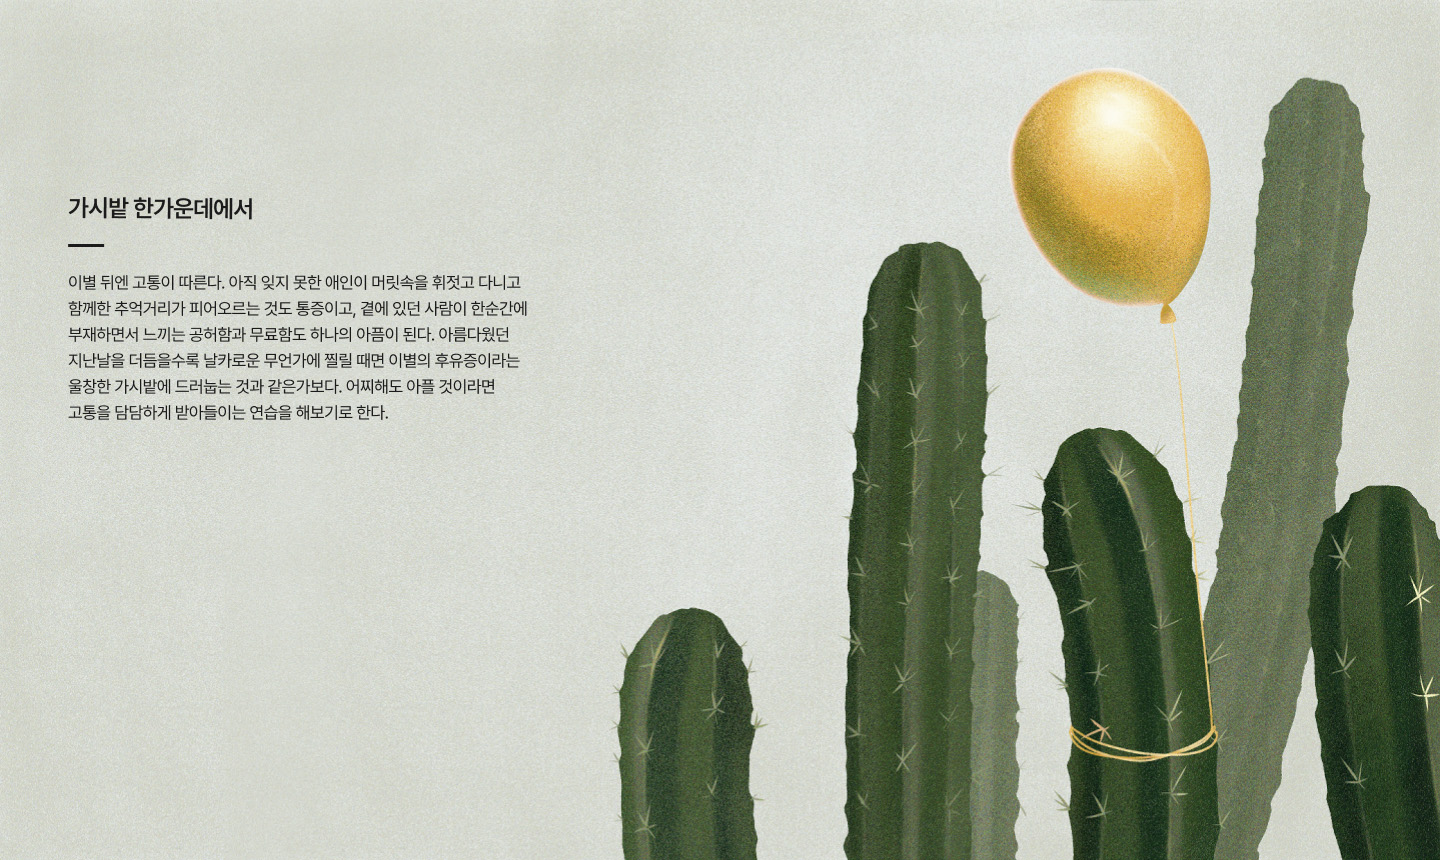 가시밭 한가운데에서
이별 뒤엔 고통이 따른다. 아직 잊지 못한 애인이 머릿속을 휘젓고 다니고
함께한 추억거리가 피어오르는 것도 통증이고, 곁에 있던 사람이 한순간에
부재하면서 느끼는 공허함과 무료함도 하나의 아픔이 된다. 아름다웠던
지난날을 더듬을수록 날카로운 무언가에 찔릴 때면 이별의 후유증이라는
울창한 가시밭에 드러눕는 것과 같은가보다. 어찌해도 아플 것이라면
고통을 담담하게 받아들이는 연습을 해보기로 한다.